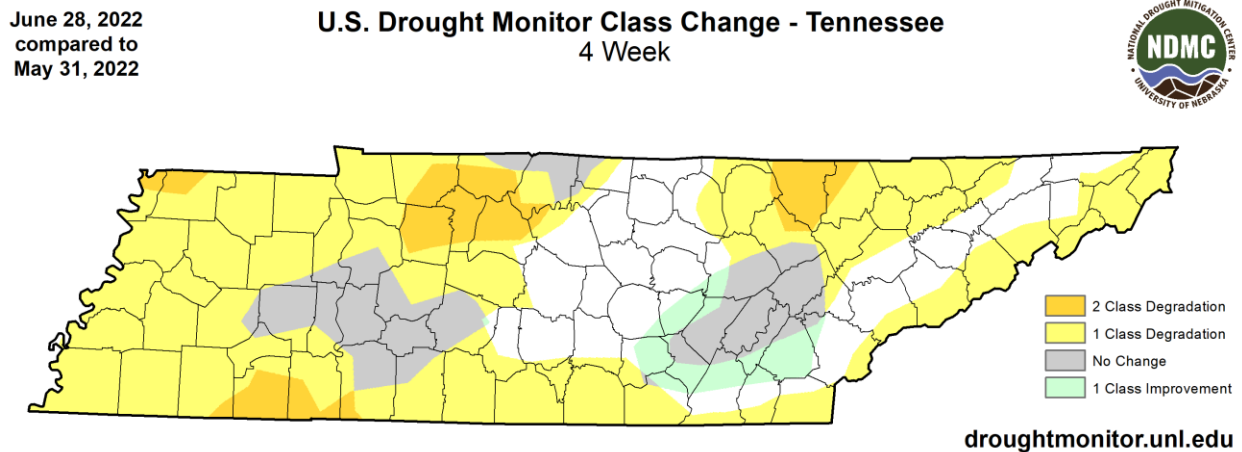 June 28, 2022
compared to
May 31, 2022
U.S. Drought Monitor Class Change - Tennessee
4 Week
NATIONAL DROUGHT MITIGATION CENTER
NDMC
UNIVERSITY OF NEBRASKA
2 Class Degradation
1 Class Degradation
No Change
1 Class Improvement
droughtmonitor.unl.edu